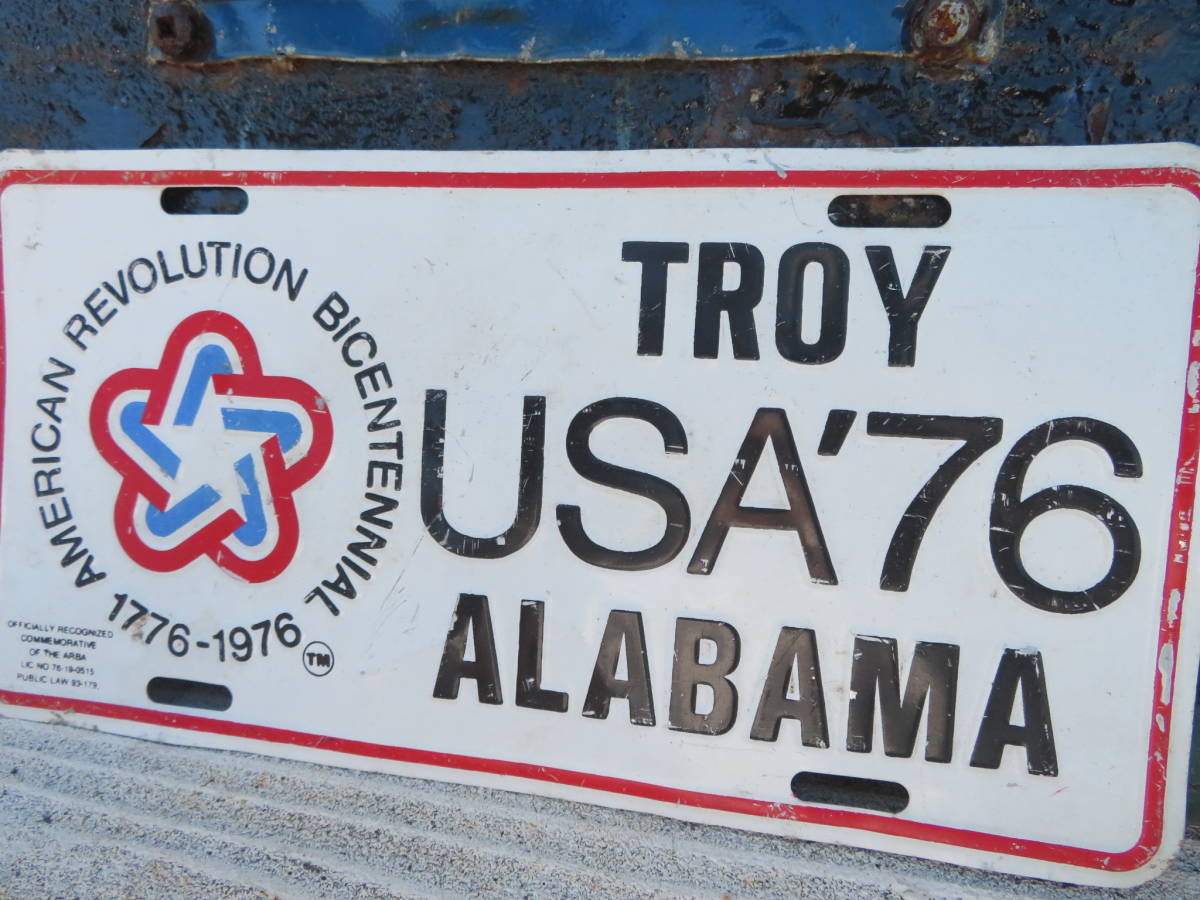 AMERICAN REVOLUTION BICENTENNIAL
1776-1976
TM
OFFICIALLY RECOGNIZED
COMMEMORATIVE
OF THE ARBA
LIC NO 76-19-0515
PUBLIC LAW 93-179
TROY
USA'76
ALABAMA